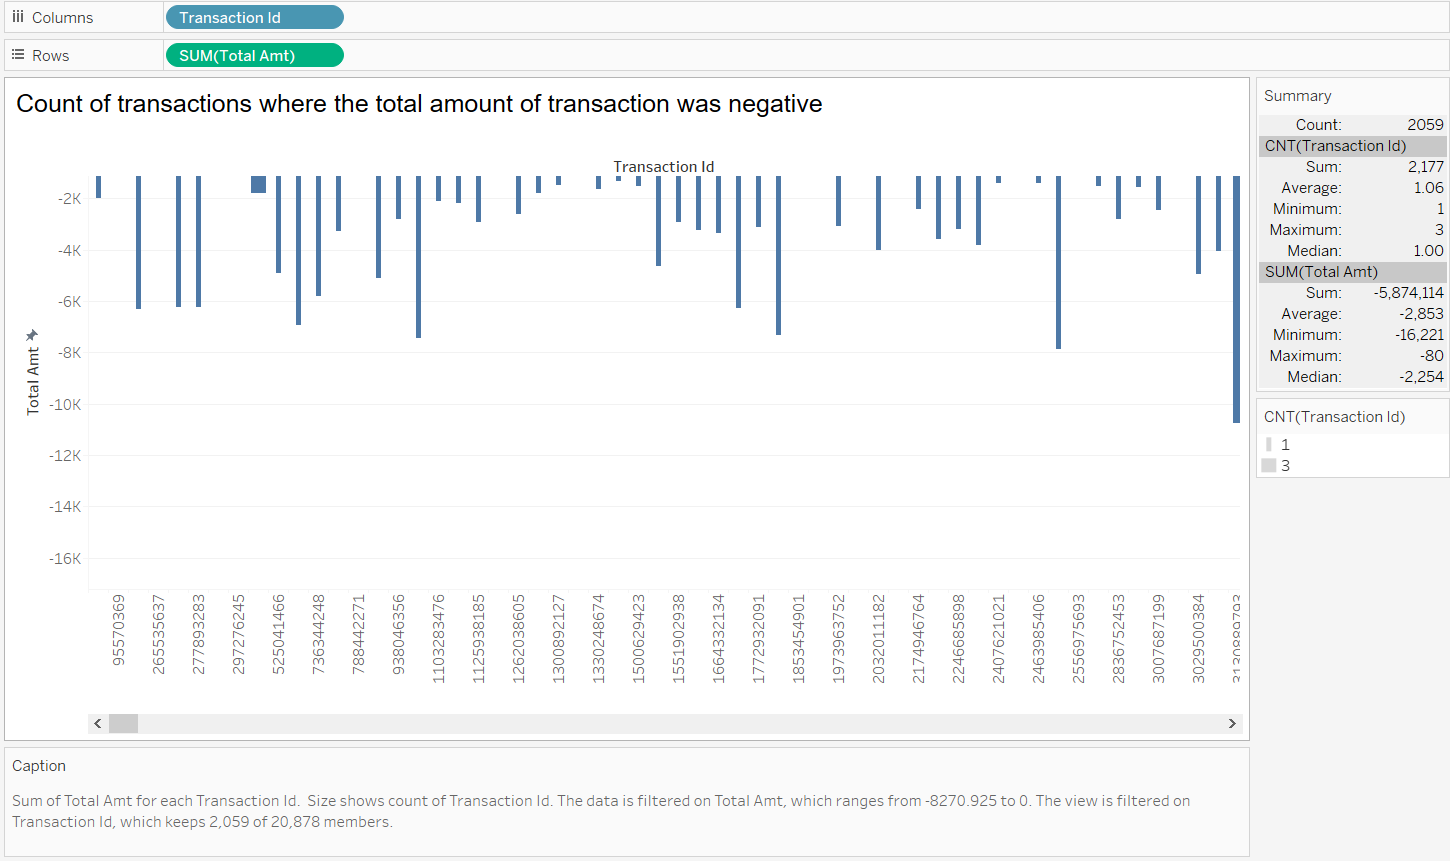 Columns
Transaction Id
Rows
SUM(Total Amt)
Count of transactions where the total amount of transaction was negative
Transaction Id
Total Amt
-2K
-4K
-6K
-8K
-10K
-12K
-14K
-16K
95570369
265535637
277893283
297276245
525041466
736344248
788442271
938046356
1103283476
1125938185
1262038605
1300892127
1330248674
1500629423
1551902938
1664332134
1772932091
1853454901
1973963752
2032011182
2174946764
2246685898
2407621021
2463985406
2556975693
2836752453
3007687199
3029500384
Summary
Count: 2059
CNT(Transaction Id)
Sum: 2,177
Average: 1.06
Minimum: 1
Maximum: 3
Median: 1.00
SUM(Total Amt)
Sum: -5,874,114
Average: -2,853
Minimum: -16,221
Maximum: -80
Median: -2,254
CNT(Transaction Id)
1
3
Caption
Sum of Total Amt for each Transaction Id. Size shows count of Transaction Id. The data is filtered on Total Amt, which ranges from -8270.925 to 0. The view is filtered on
Transaction Id, which keeps 2,059 of 20,878 members.